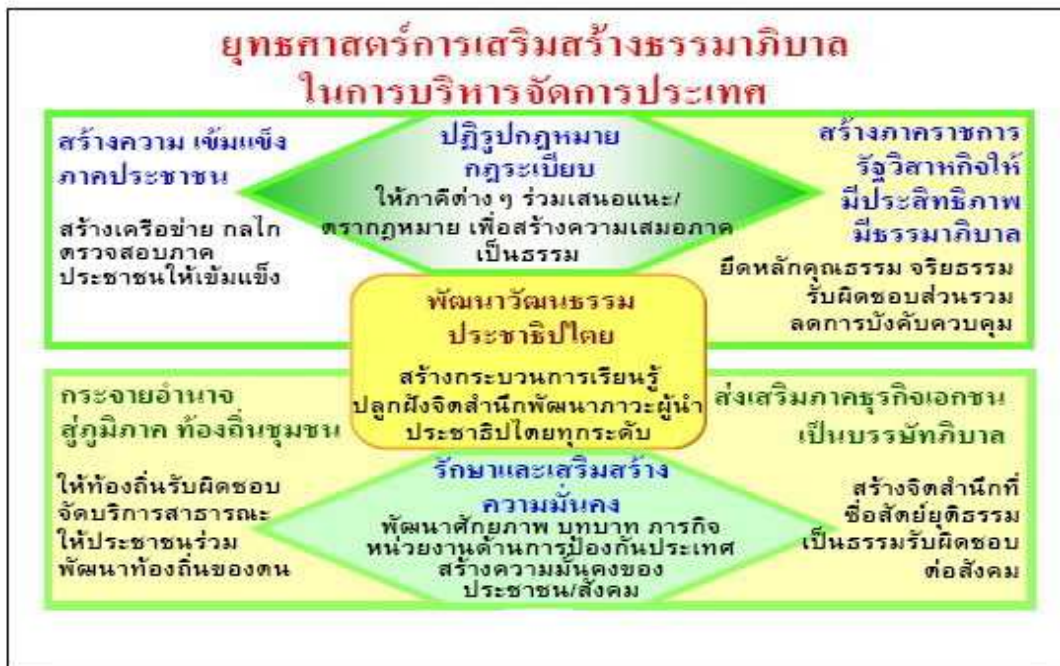 ยุทธศาสตร์การเสริมสร้างธรรมาภิบาล
ในการบริหารจัดการประเทศ
สร้างความ เข้มแข็ง
ภาคประชาชน
สร้างเครือข่าย กลไก
ตรวจสอบภาค
ประชาชนให้เข้มแข็ง
ปฏิรูปกฎหมาย
กฎระเบียบ
ให้ภาคีต่าง ๆ ร่วมเสนอแนะ/
ตรากฎหมาย เพื่อสร้างความเสมอภาค
เป็นธรรม
สร้างภาคราชการ
รัฐวิสาหกิจให้
มีประสิทธิภาพ
มีธรรมาภิบาล
ยึดหลักคุณธรรม จริยธรรม
รับผิดชอบส่วนรวม
ลดการบังคับควบคุม
พัฒนาวัฒนธรรม
ประชาธิปไตย
สร้างกระบวนการเรียนรู้
ปลูกฝังจิตสำนึกพัฒนาภาวะผู้นำ
ประชาธิปไตยทุกระดับ
กระจายอำนาจ
สู่ภูมิภาค ท้องถิ่นชุมชน
ให้ท้องถิ่นรับผิดชอบ
จัดบริการสาธารณะ
ให้ประชาชนร่วม
พัฒนาท้องถิ่นของตน
รักษาและเสริมสร้าง
ความมั่นคง
พัฒนาศักยภาพ บทบาท ภารกิจ
หน่วยงานด้านการป้องกันประเทศ
สร้างความมั่นคงของ
ประชาชน/สังคม
ส่งเสริมภาคธุรกิจเอกชน
เป็นบรรษัทภิบาล
สร้างจิตสำนึกที่
ซื่อสัตย์ยุติธรรม
เป็นธรรมรับผิดชอบ
ต่อสังคม